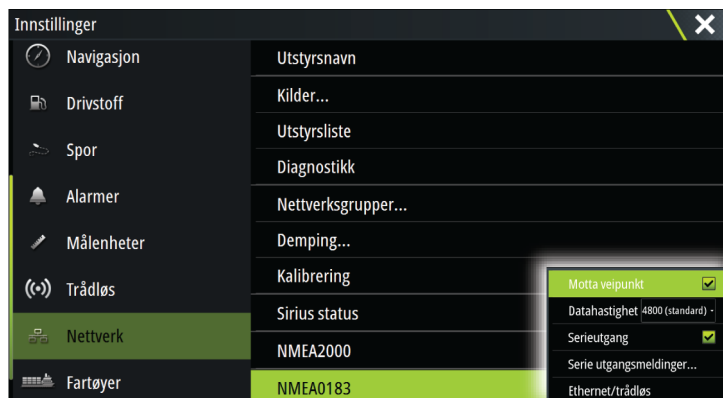 Innstillinger
Navigasjon
Drivstoff
Spor
Alarmer
Målenheter
Trådløs
Nettverk
Fartøyer
Utstyrsnavn
Kilder...
Utstyrsliste
Diagnostikk
Nettverksgrupper...
Demping...
Kalibrering
Sirius status
NMEA2000
NMEA0183
Motta veipunkt
Datahastighet 4800 (standard)
Serieutgang
Serie utgangsmeldinger...
Ethernet/trådløs